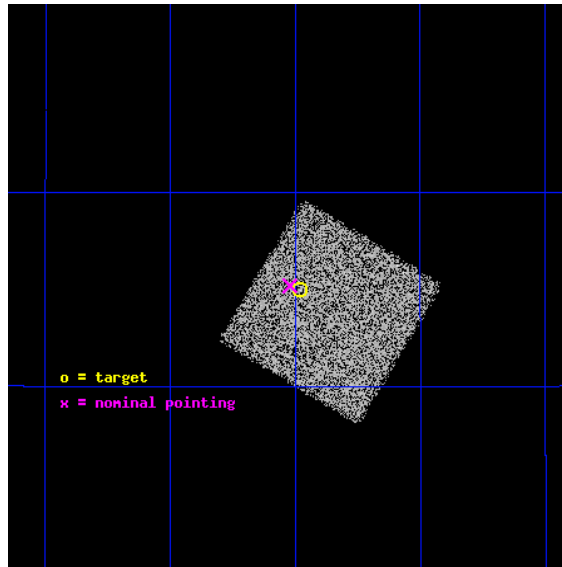 o = target
x = nominal pointing